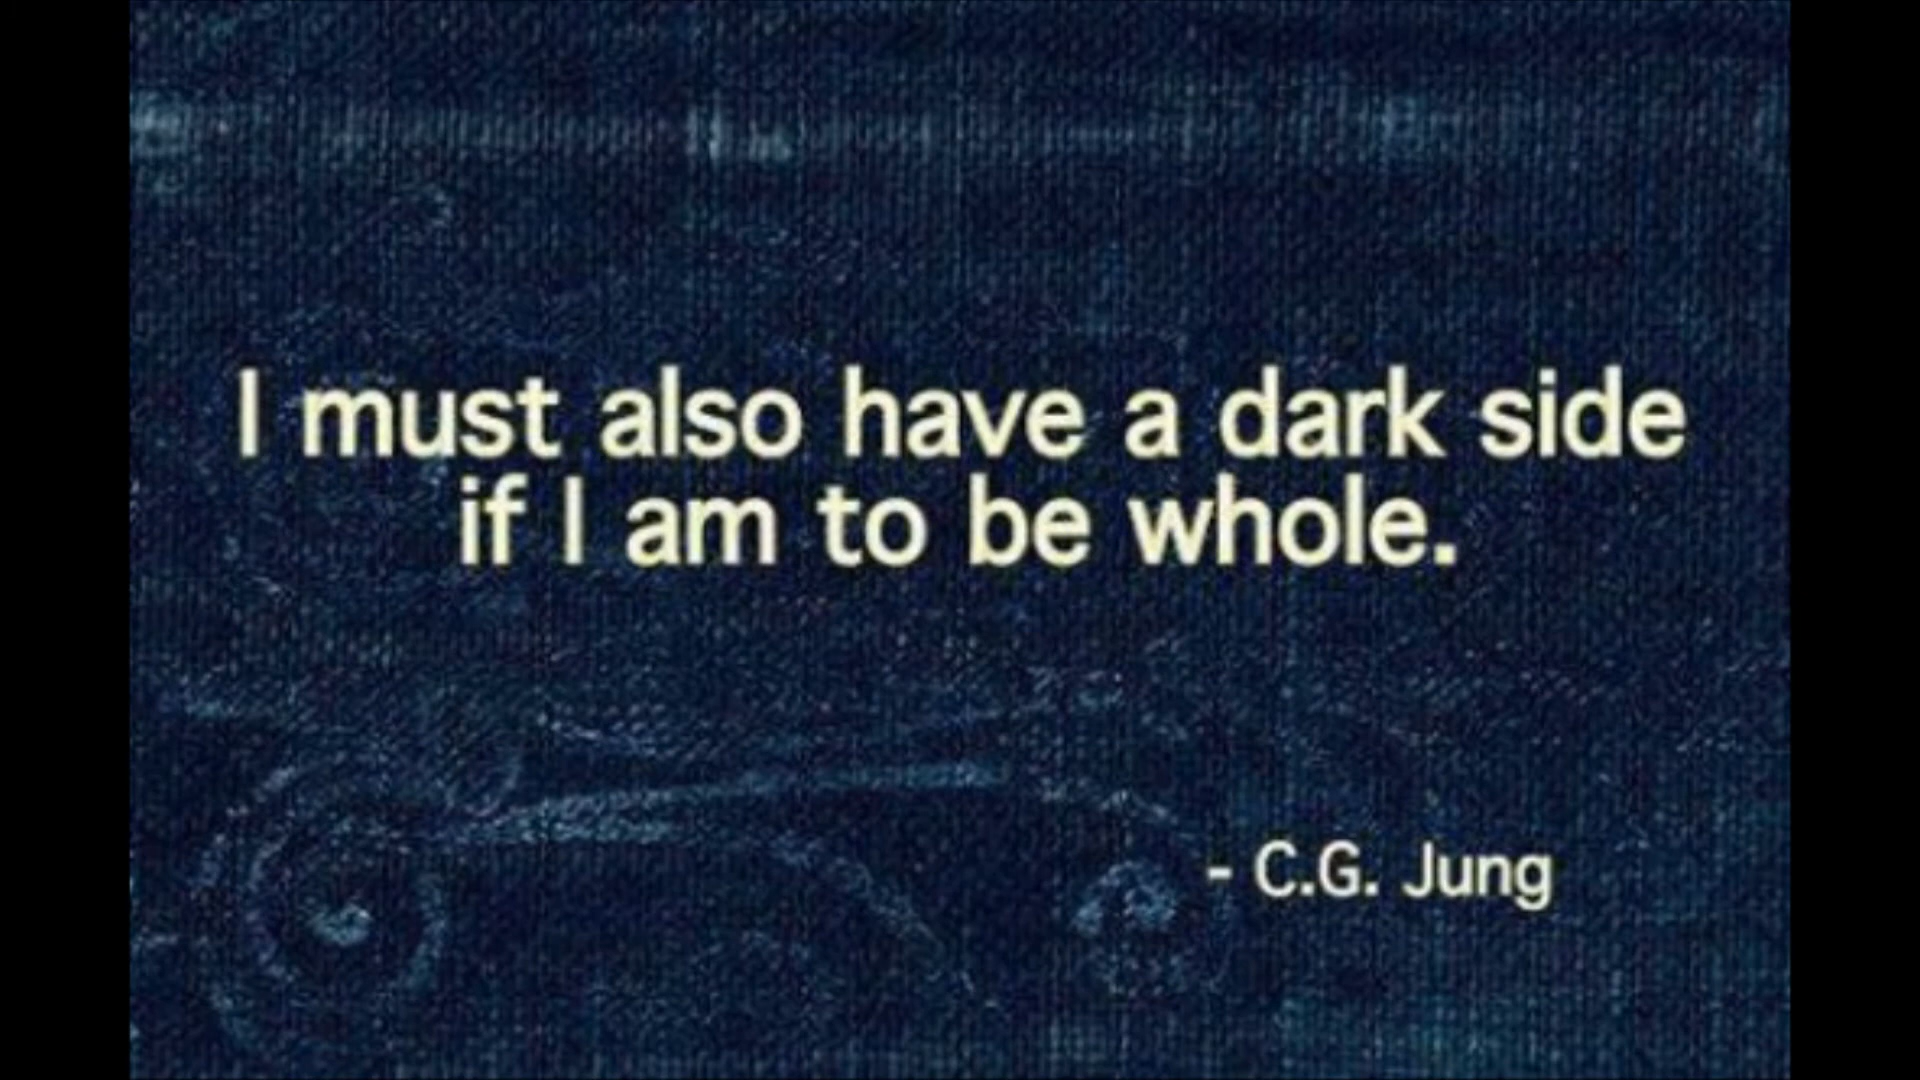 I must also have a dark side
if I am to be whole.
- C.G. Jung